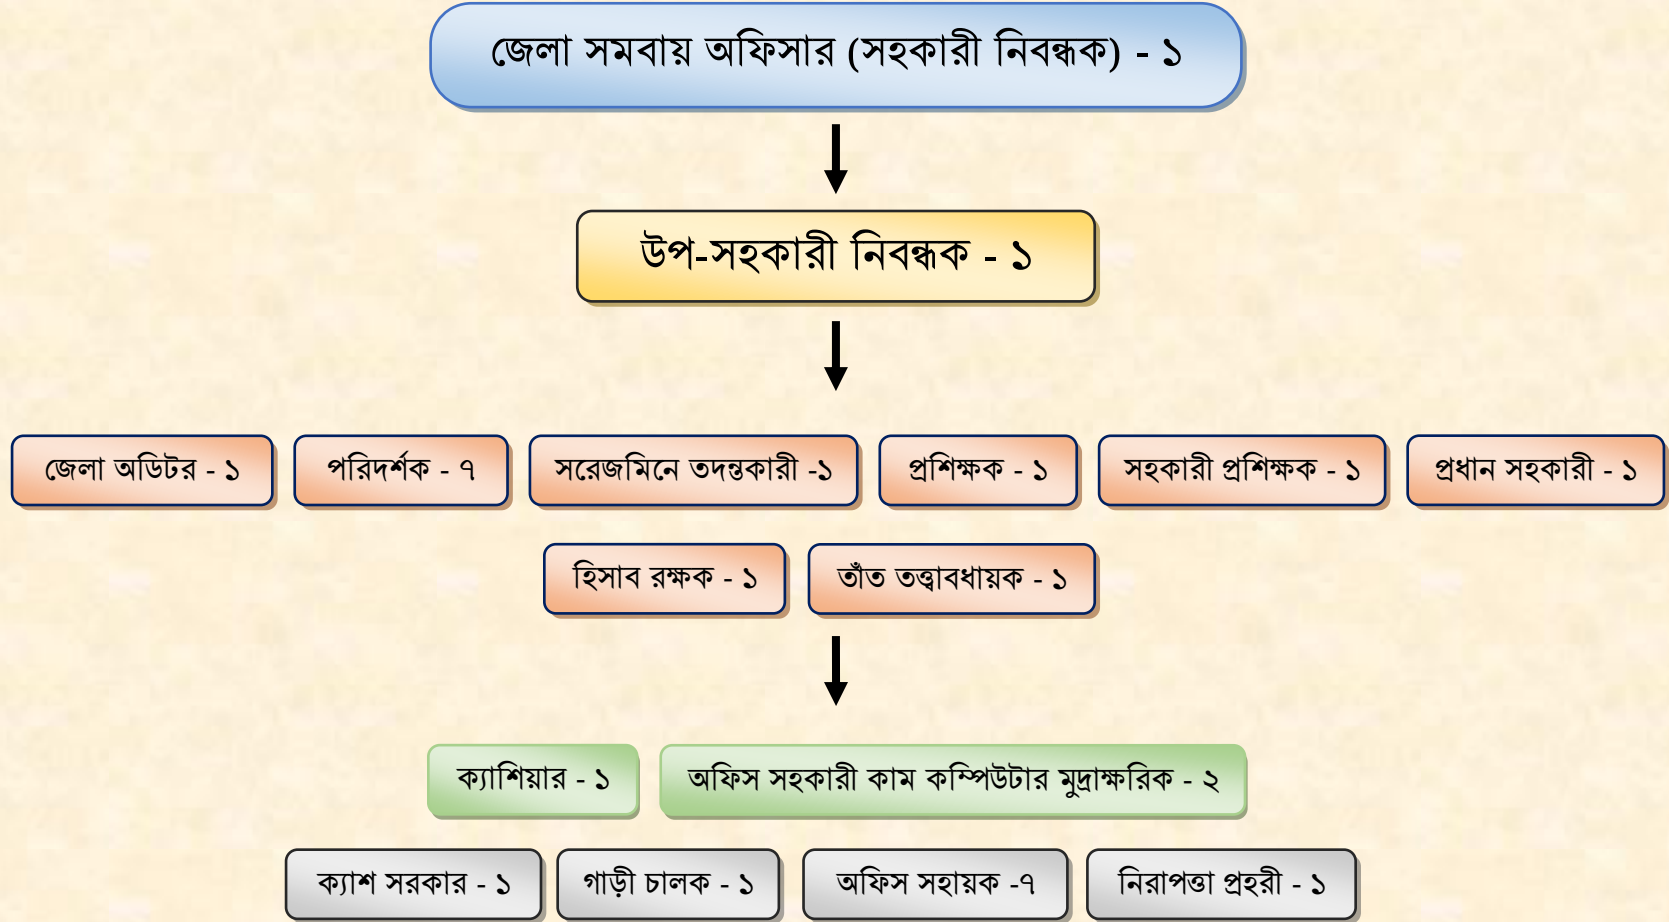 জেলা সমবায় অফিসার (সহকারী নিবন্ধক) - ১
উপ-সহকারী নিবন্ধক - ১
জেলা অডিটর - ১ পরিদর্শক - ৭ সরেজমিনে তদন্তকারী -১ প্রশিক্ষক - ১ সহকারী প্রশিক্ষক - ১ প্রধান সহকারী - ১
হিসাব রক্ষক - ১ তাঁত তত্ত্বাবধায়ক - ১
ক্যাশিয়ার - ১ অফিস সহকারী কাম কম্পিউটার মুদ্রাক্ষরিক - ২
ক্যাশ সরকার - ১ গাড়ী চালক - ১ অফিস সহায়ক -৭ নিরাপত্তা প্রহরী - ১